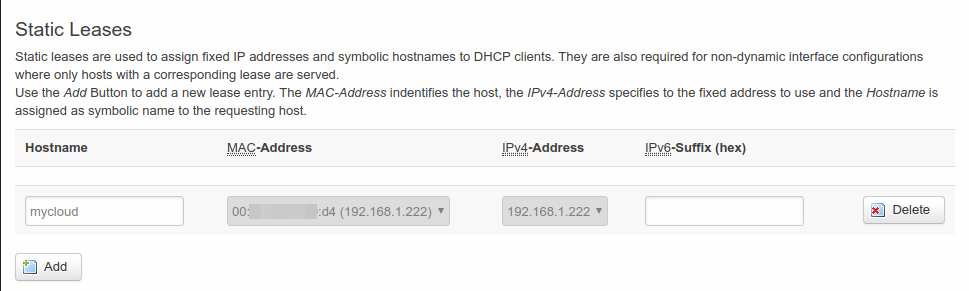 Static Leases
Static leases are used to assign fixed IP addresses and symbolic hostnames to DHCP clients. They are also required for non-dynamic interface configurations
where only hosts with a corresponding lease are served.
Use the Add Button to add a new lease entry. The MAC-Address indentifies the host, the IPv4-Address specifies to the fixed address to use and the Hostname is
assigned as symbolic name to the requesting host.
Hostname MAC-Address IPv4-Address IPv6-Suffix (hex)
mycloud 00: :d4 (192.168.1.222) 192.168.1.222 Delete
Add